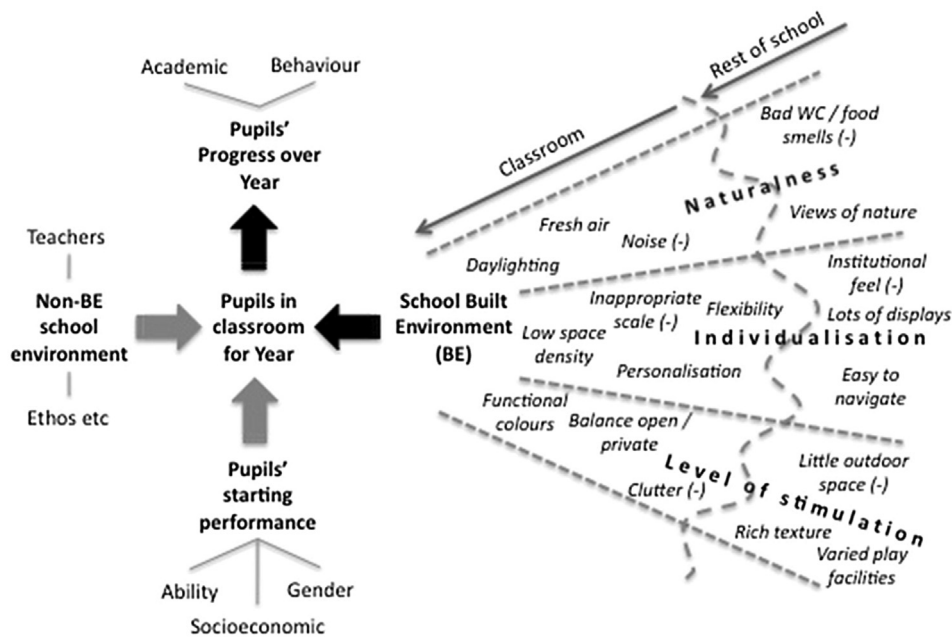 Academic
Behaviour
Pupils'
Progress over
Year
Teachers
Non-BE
school
environment
Ethos etc
Pupils in
classroom
for Year
Pupils'
starting
performance
Ability
Gender
Socioeconomic
School Built
Environment
(BE)
Classroom
Rest of school
Bad WC / food
smells (-)
Naturalness
Views of nature
Fresh air
Noise (-)
Daylighting
Institutional
feel (-)
Inappropriate
scale (-)
Flexibility
Lots of displays
Individualisation
Low space
density
Personalisation
Easy to
navigate
Functional
colours
Balance open /
private
Little outdoor
space (-)
Level of stimulation
Clutter (-)
Rich texture
Varied play
facilities